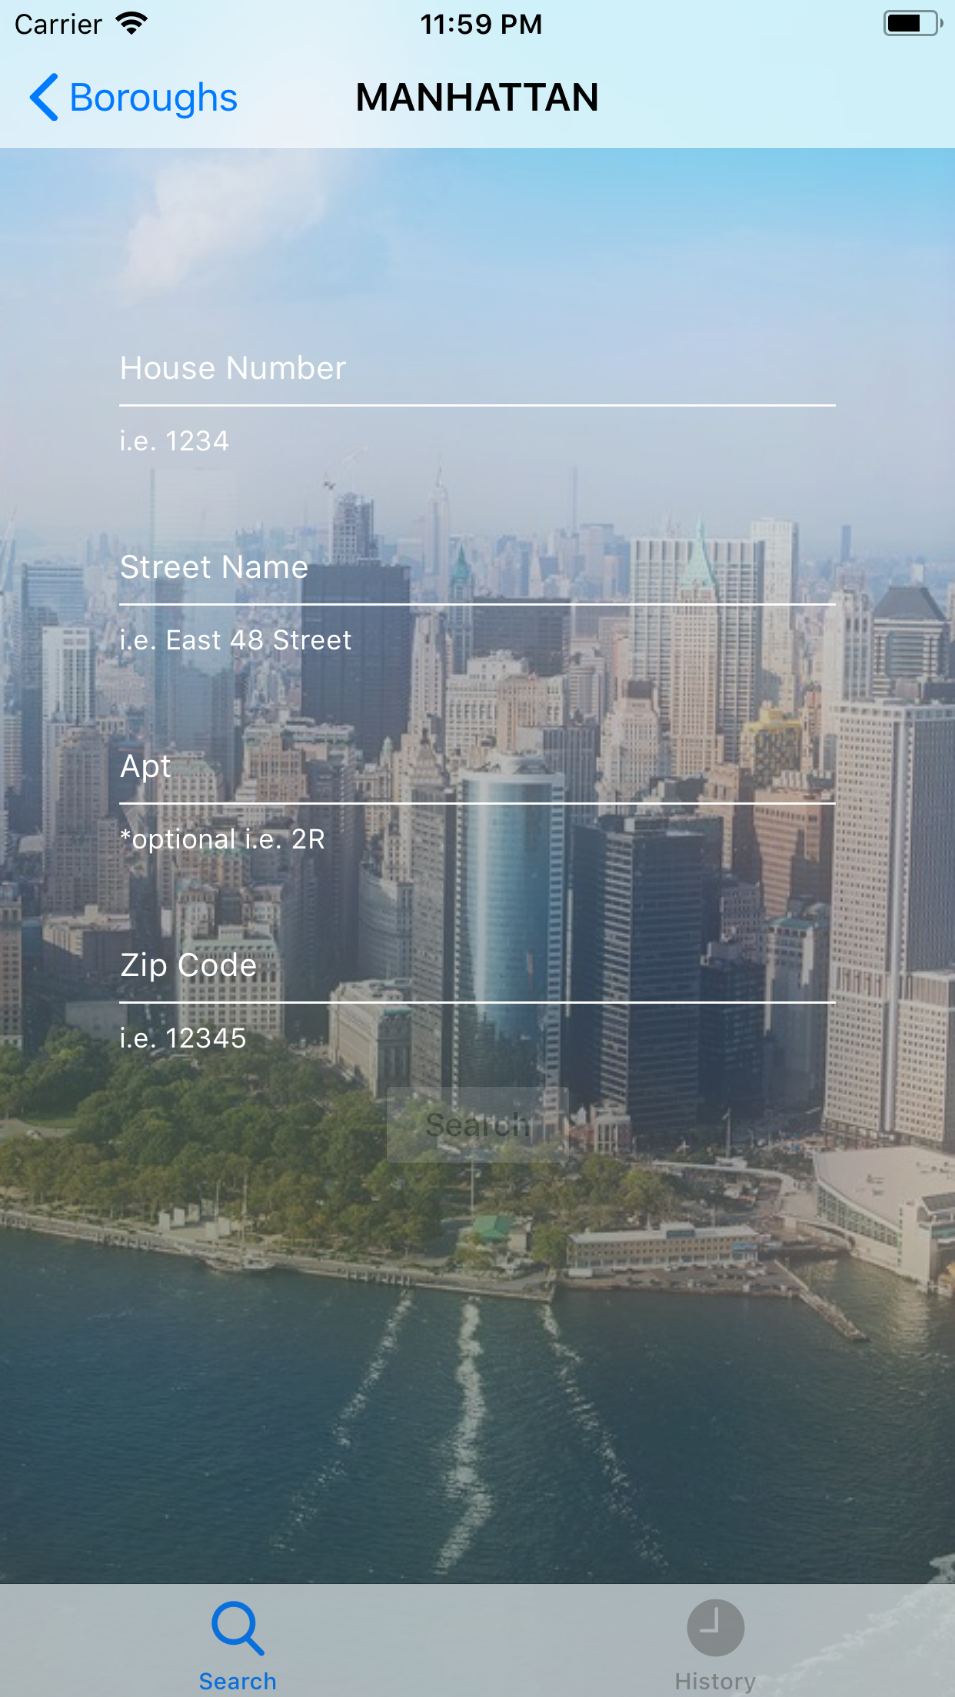 Carrier 11:59 PM
Boroughs MANHATTAN
House Number
i.e. 1234
Street Name
i.e. East 48 Street
Apt
*optional i.e. 2R
Zip Code
i.e. 12345
Search
Search History